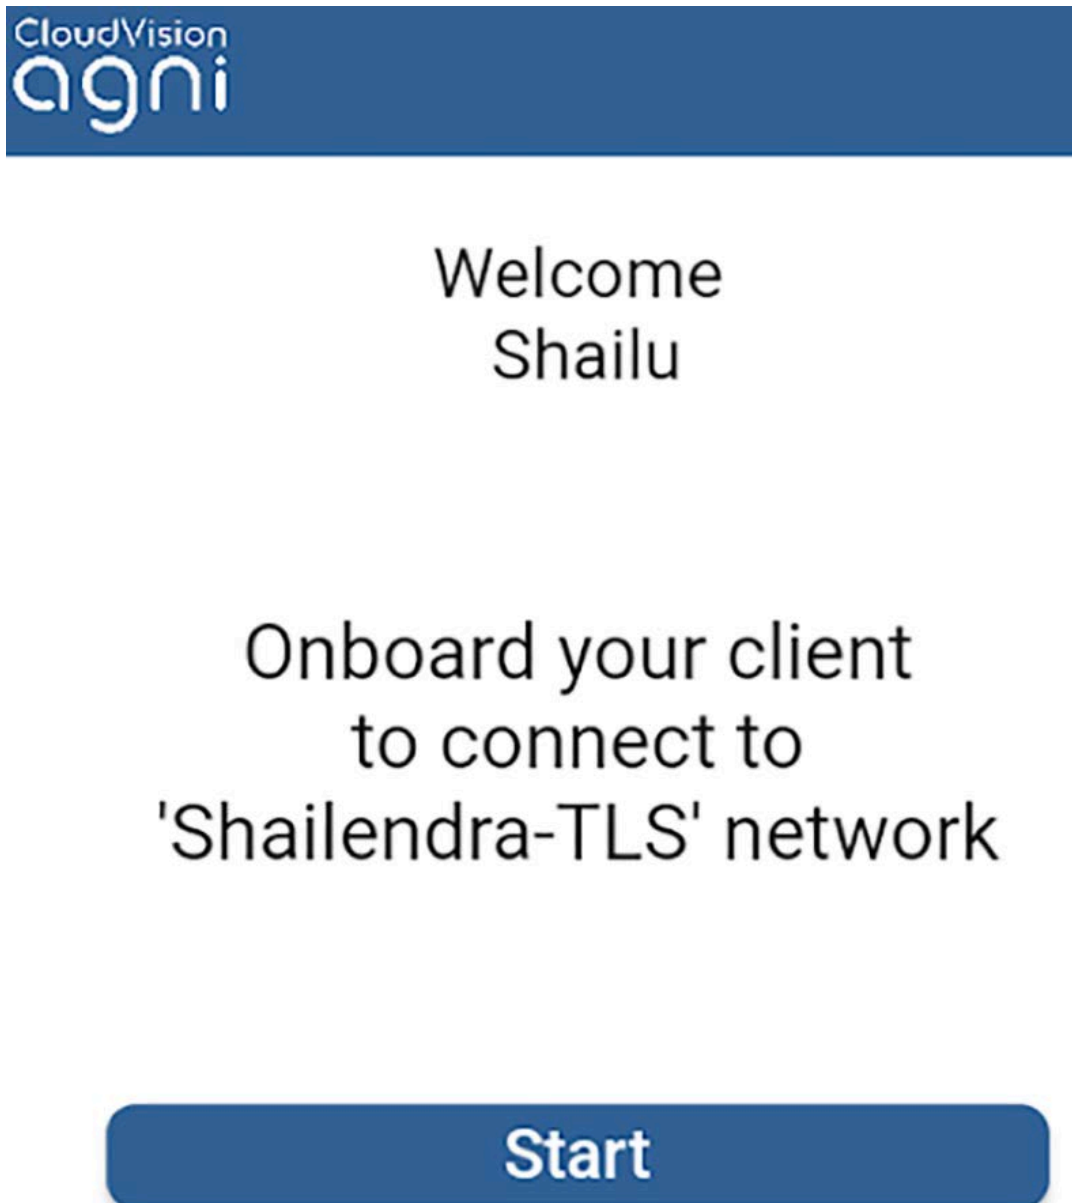 CloudVision
agni
Welcome
Shailu
Onboard your client
to connect to
'Shailendra-TLS' network
Start